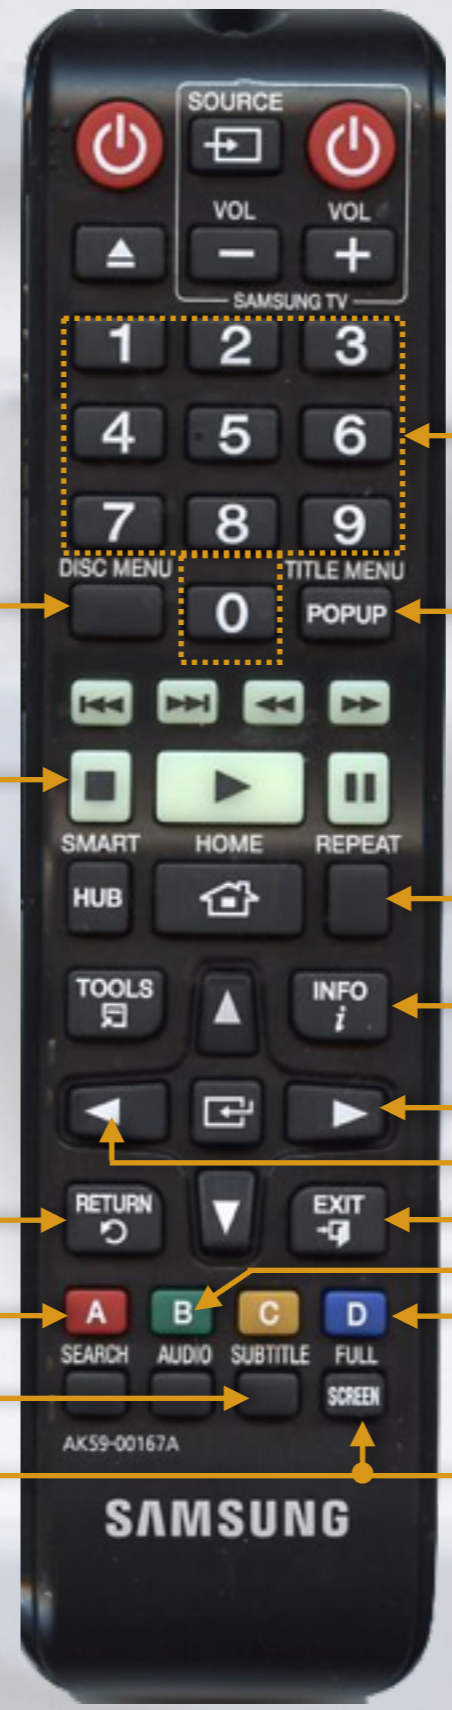 SOURCE
VOL VOL
SAMSUNG TV
1 2 3
4 5 6
7 8 9
DISC MENU TITLE MENU
0 POPUP
SMART HOME REPEAT
HUB
TOOLS INFO
i
RETURN EXIT
A B C D
SEARCH AUDIO SUBTITLE FULL
SCREEN
AK59-00167A
SAMSUNG